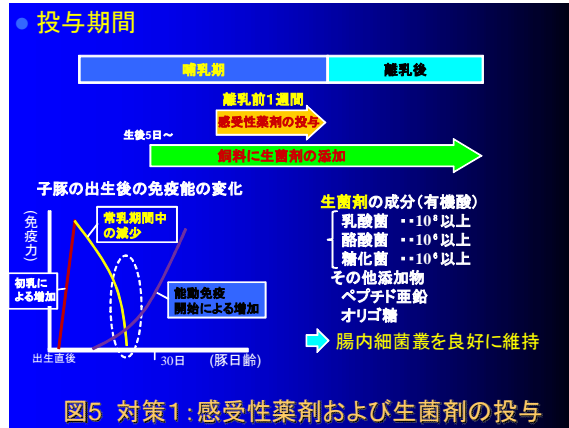 ● 投与期間
哺乳期 離乳後
離乳前1週間
感受性薬剤の投与
生後5日～
飼料に生菌剤の添加
子豚の出生後の免疫能の変化
(免疫力)
常乳期間中
の減少
初乳に
よる増加
能動免疫
開始による増加
出生直後
30日
(豚日齢)
生菌剤の成分(有機酸)
乳酸菌 ‥10⁸以上
酪酸菌 ‥10⁶以上
糖化菌 ‥10⁶以上
その他添加物
ペプチド亜鉛
オリゴ糖
腸内細菌叢を良好に維持
図5 対策1:感受性薬剤および生菌剤の投与